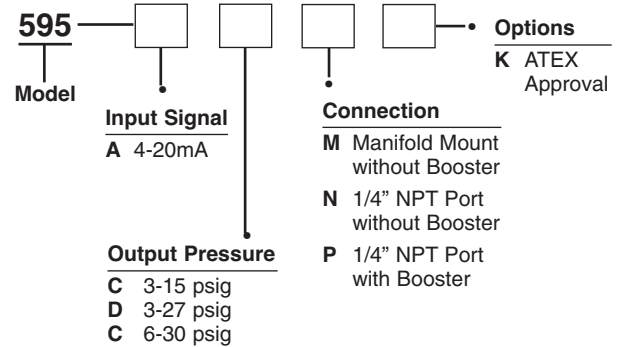 595
Model
Input Signal
A 4-20mA
Output Pressure
C 3-15 psig
D 3-27 psig
C 6-30 psig
Connection
M Manifold Mount
without Booster
N 1/4” NPT Port
without Booster
P 1/4” NPT Port
with Booster
Options
K ATEX
Approval